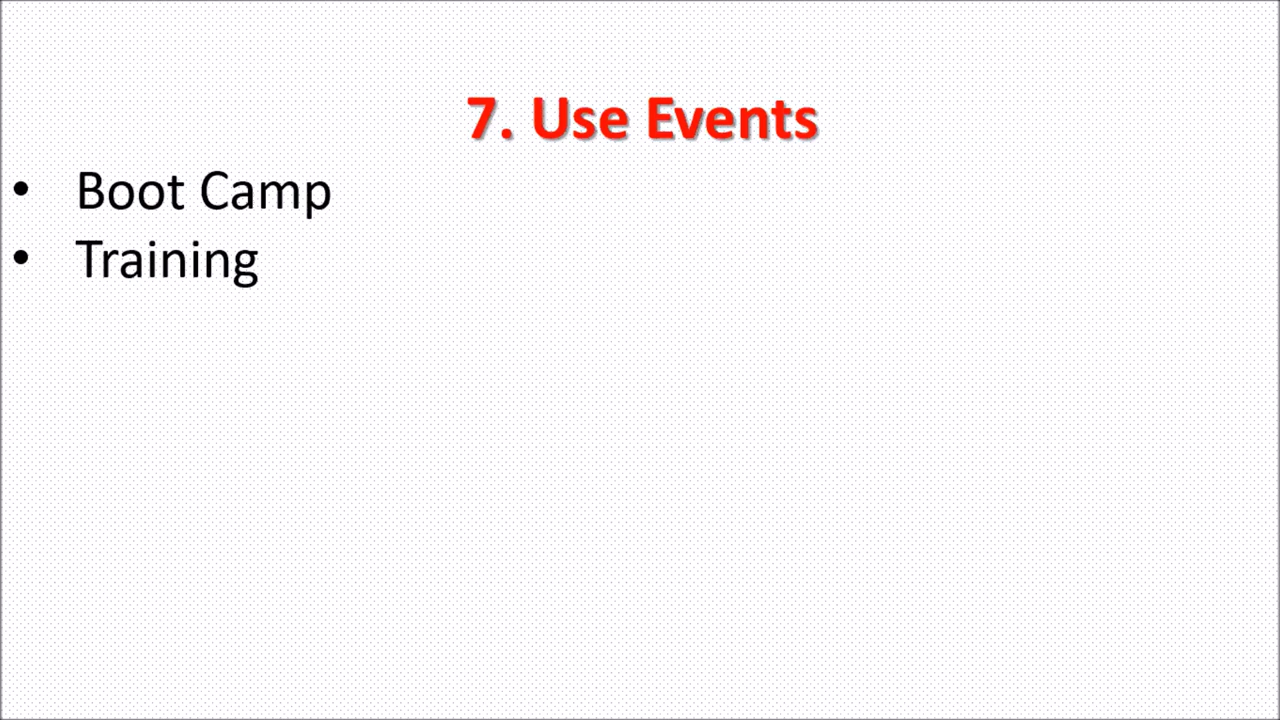 7. Use Events
• Boot Camp
• Training